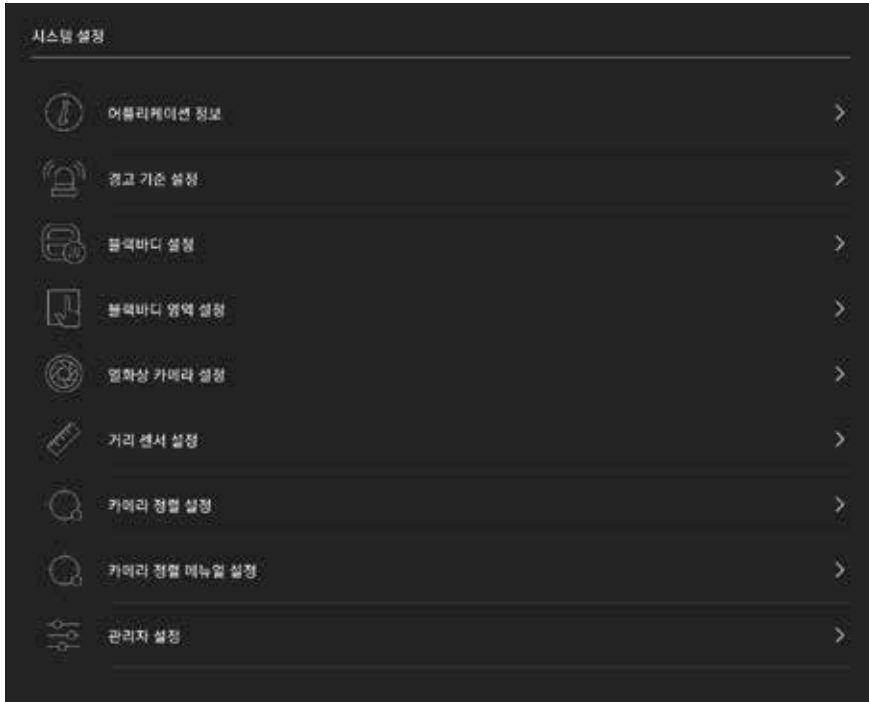 시스템 설정
어플리케이션 정보
경고 기준 설정
블랙바디 설정
블랙바디 영역 설정
열화상 카메라 설정
거리 센서 설정
카메라 정렬 설정
카메라 정렬 메뉴얼 설정
관리자 설정